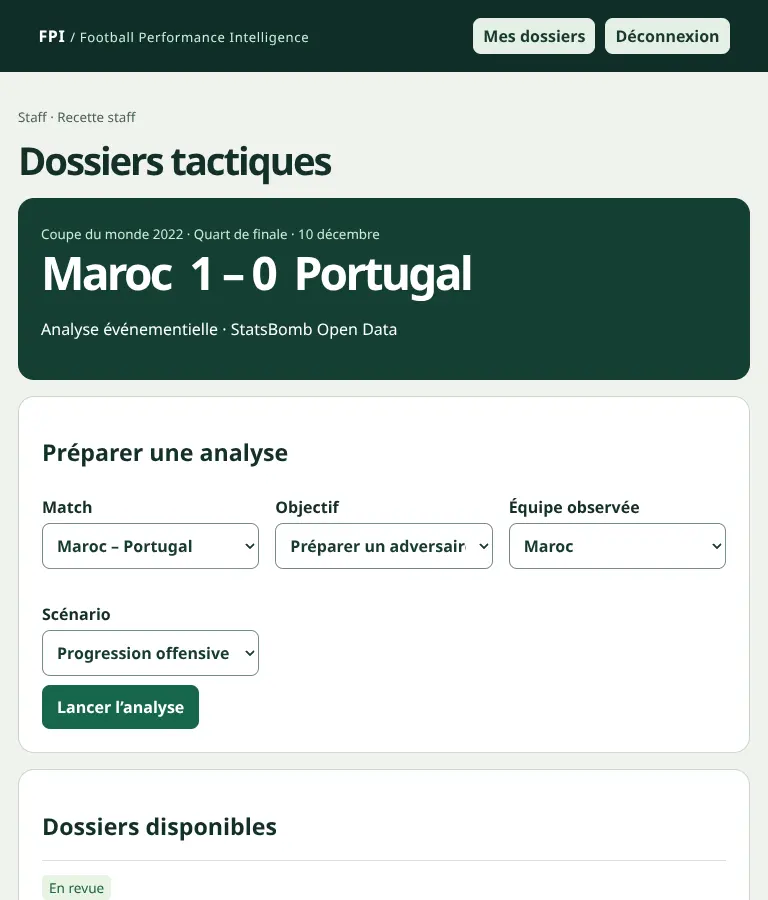 FPI / Football Performance Intelligence
Mes dossiers
Déconnexion
Staff · Recette staff
Dossiers tactiques
Coupe du monde 2022 · Quart de finale · 10 décembre
Maroc 1 – 0 Portugal
Analyse événementielle · StatsBomb Open Data
Préparer une analyse
Match
Objectif
Équipe observée
Maroc – Portugal
Préparer un adversair
Maroc
Scénario
Progression offensive
Lancer l’analyse
Dossiers disponibles
En revue